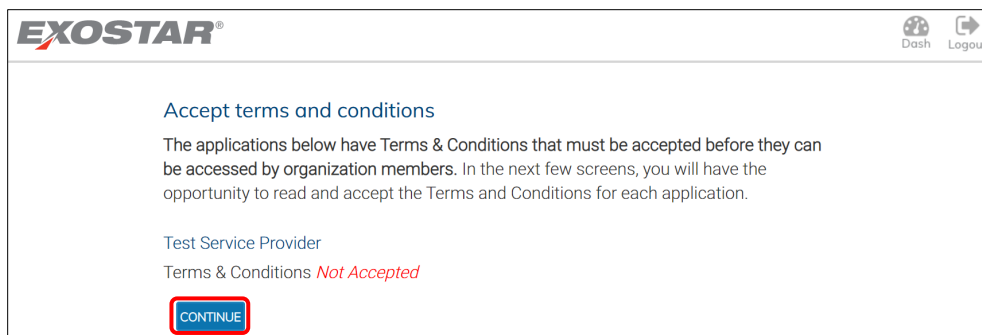 EXOSTAR®
Dash
Logou
Accept terms and conditions
The applications below have Terms & Conditions that must be accepted before they can
be accessed by organization members. In the next few screens, you will have the
opportunity to read and accept the Terms and Conditions for each application.
Test Service Provider
Terms & Conditions Not Accepted
CONTINUE